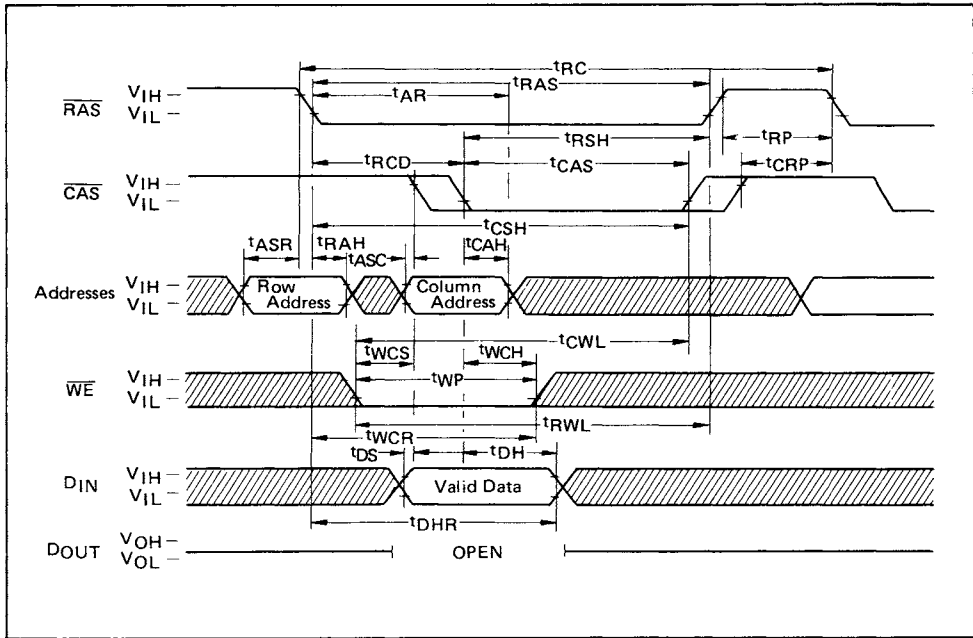 tRC
tRAS
tAR
RAS
VIH
VIL
tRSH
tRP
tRCD
tCAS
tCRP
CAS
VIH
VIL
tCSH
tASR
tRAH
tASC
tCAH
Addresses
VIH
VIL
Row Address
Column Address
tCWL
tWCS
tWCH
WE
VIH
VIL
tWP
tRWL
tWCR
tDS
tDH
DIN
VIH
VIL
Valid Data
tDHR
DOUT
VOH
VOL
OPEN